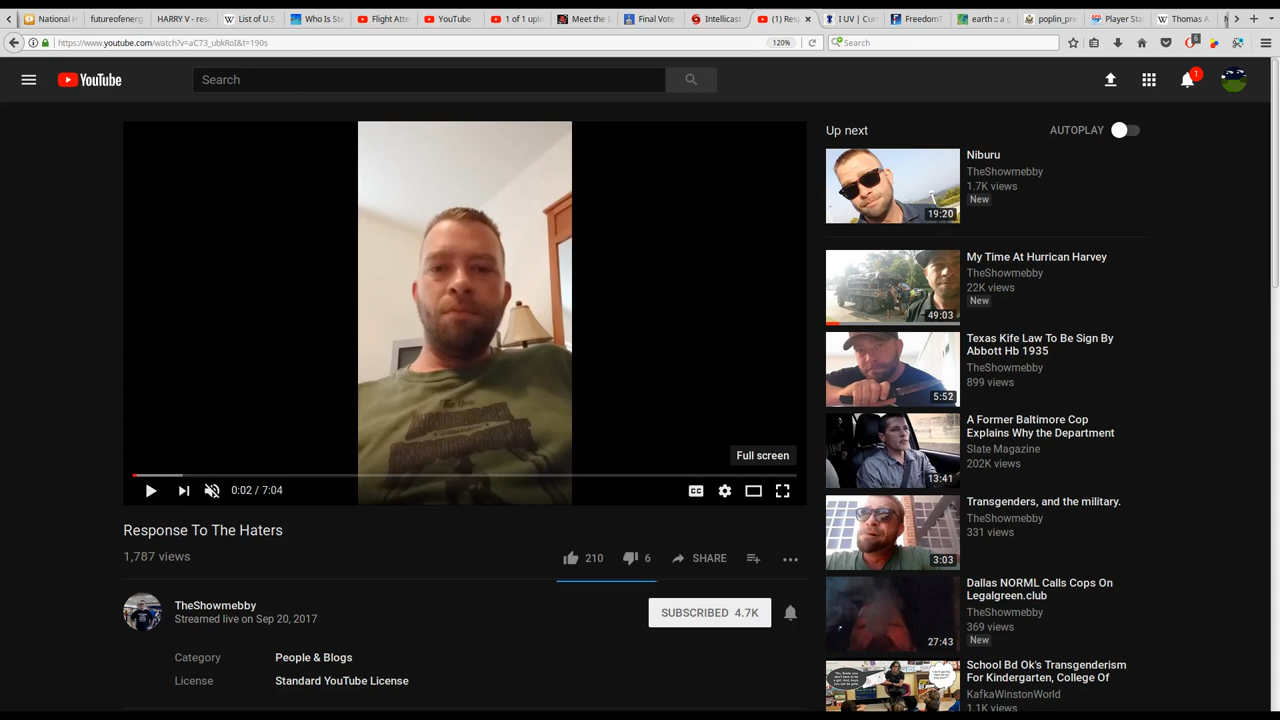 National H
futureofenergy
HARRY V - res
List of U.S.
Who Is Ste
Flight Atte
YouTube
1 of 1 uplo
Meet the I
Final Vote
Intellicast
(1) Resp
I UV | Curr
FreedomT
earth :: a g
poplin_pre
Player Stat
Thomas A
https://www.youtube.com/watch?v=aC73_ubkRoI&t=190s
120%
Search
6
YouTube
Search
1
Up next
AUTOPLAY
Niburu
TheShowmebby
1.7K views
New
19:20
My Time At Hurrican Harvey
TheShowmebby
22K views
New
49:03
Texas Kife Law To Be Sign By
Abbott Hb 1935
TheShowmebby
899 views
5:52
A Former Baltimore Cop
Explains Why the Department
Slate Magazine
202K views
13:41
Transgenders, and the military.
TheShowmebby
331 views
3:03
Dallas NORML Calls Cops On
Legalgreen.club
TheShowmebby
369 views
New
27:43
School Bd Ok's Transgenderism
For Kindergarten, College Of
KafkaWinstonWorld
1.1K views
Full screen
0:02 / 7:04
CC
Response To The Haters
1,787 views
210
6
SHARE
TheShowmebby
Streamed live on Sep 20, 2017
SUBSCRIBED 4.7K
Category
People & Blogs
License
Standard YouTube License